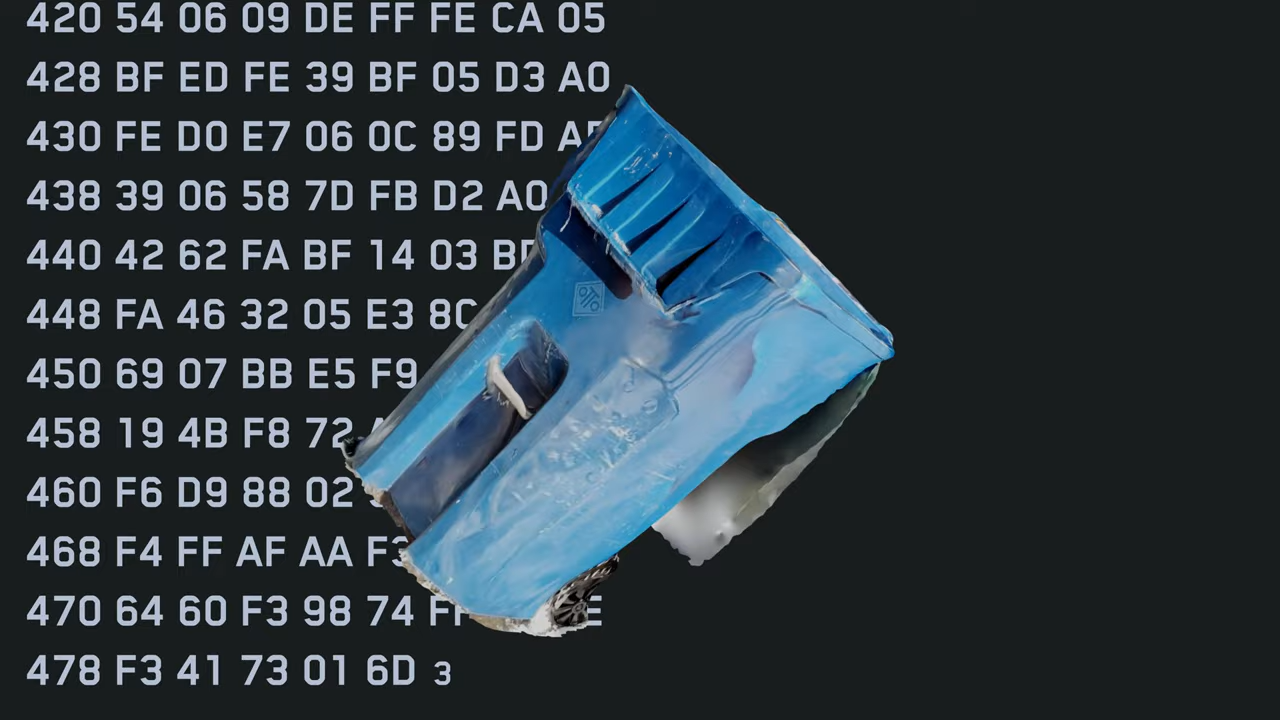 420 54 06 09 DE FF FE CA 05
428 BF ED FE 39 BF 05 D3 A0
430 FE D0 E7 06 0C 89 FD
438 39 06 58 7D FB D2 A0
440 42 62 FA BF 14 03
448 FA 46 32 05 E3 8C
450 69 07 BB E5 F9
458 19 4B F8 72
460 F6 D9 88 02
468 F4 FF AF AA F3
470 64 60 F3 98 74
478 F3 41 73 01 6D 3